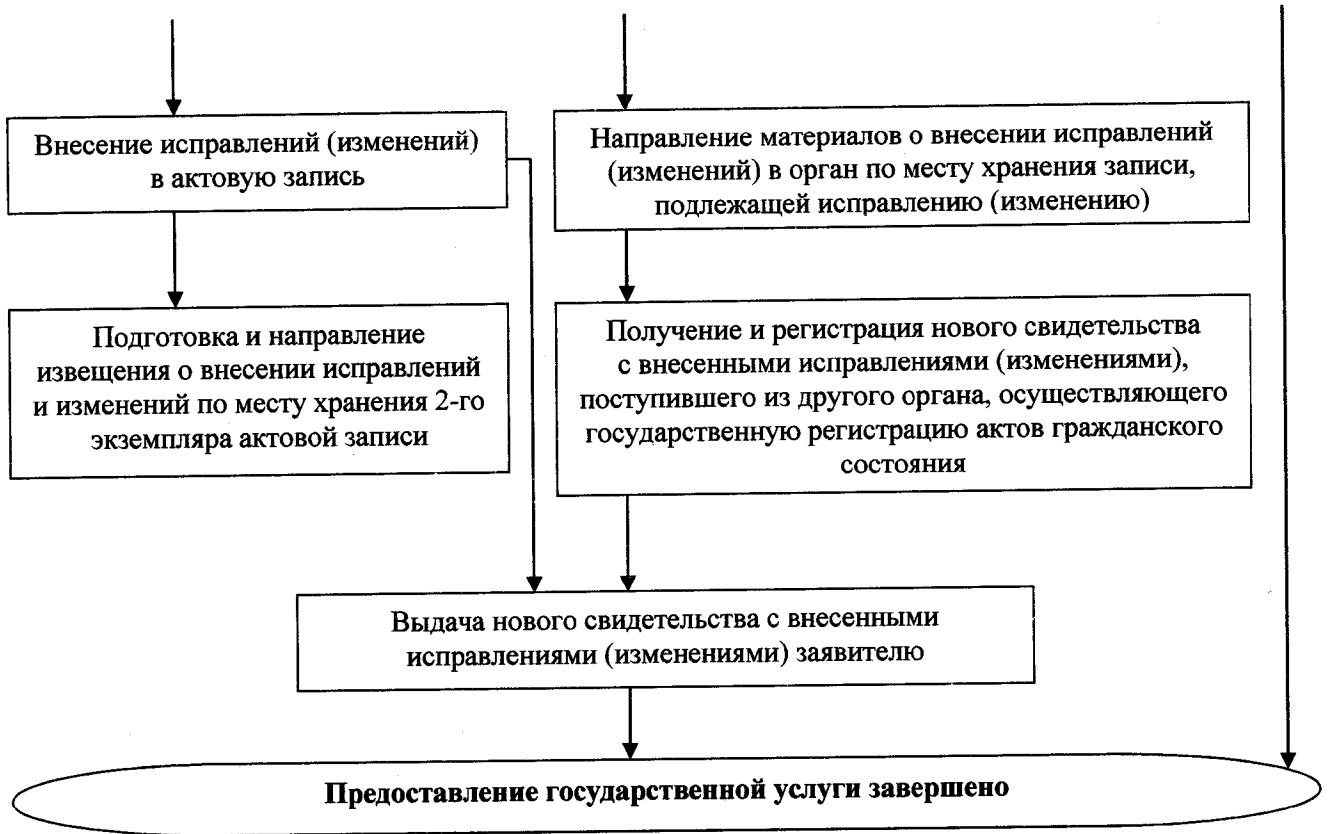 Внесение исправлений (изменений)
в актовую запись
Направление материалов о внесении исправлений
(изменений) в орган по месту хранения записи,
подлежащей исправлению (изменению)
Подготовка и направление
извещения о внесении исправлений
и изменений по месту хранения 2-го
экземпляра актовой записи
Получение и регистрация нового свидетельства
с внесенными исправлениями (изменениями),
поступившего из другого органа, осуществляющего
государственную регистрацию актов гражданского
состояния
Выдача нового свидетельства с внесенными
исправлениями (изменениями) заявителю
Предоставление государственной услуги завершено